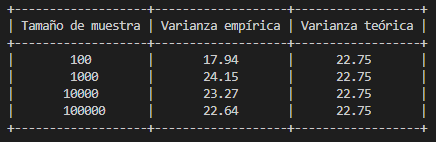 +--------------------+--------------------+------------------+
| Tamaño de muestra | Varianza empírica | Varianza teórica |
+--------------------+--------------------+------------------+
| 100 | 17.94 | 22.75 |
| 1000 | 24.15 | 22.75 |
| 10000 | 23.27 | 22.75 |
| 100000 | 22.64 | 22.75 |
+--------------------+--------------------+------------------+